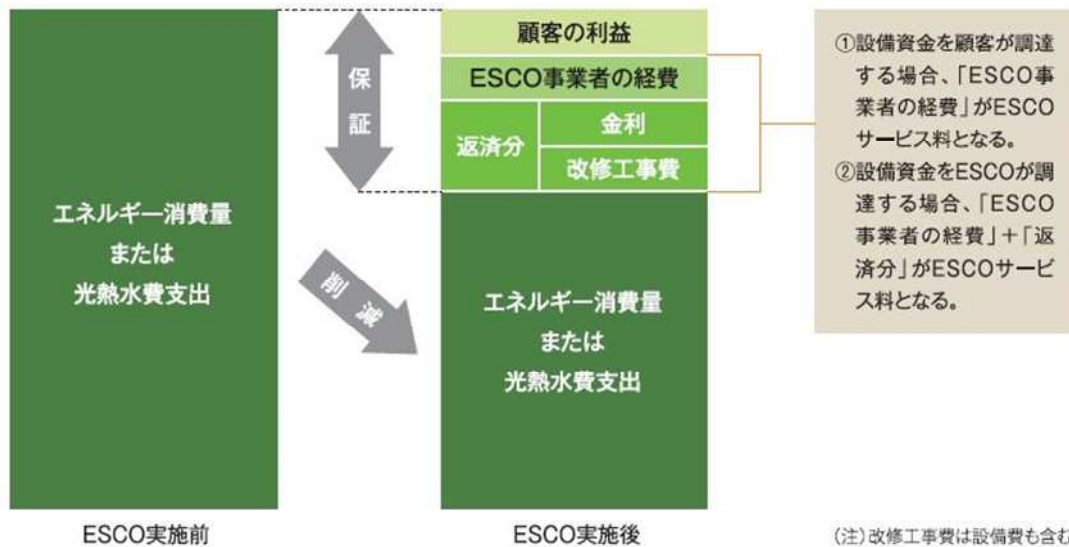 顧客の利益
ESCO事業者の経費
返済分
金利
改修工事費
保証
削減
エネルギー消費量
または
光熱水費支出
エネルギー消費量
または
光熱水費支出
ESCO実施前
ESCO実施後
①設備資金を顧客が調達
する場合、「ESCO事
業者の経費」がESCO
サービス料となる。
②設備資金をESCOが調
達する場合、「ESCO
事業者の経費」+「返
済分」がESCOサービ
ス料となる。
(注)改修工事費は設備費も含む